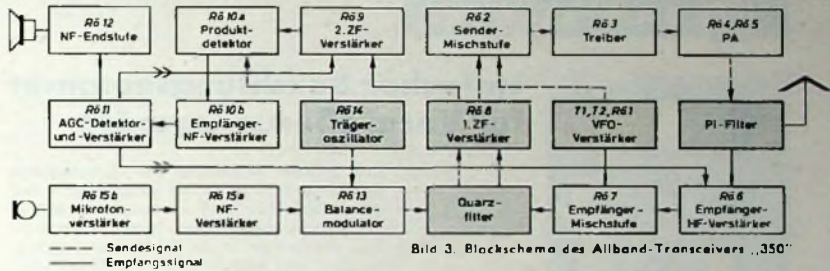 Rö 12
NF-Endstufe
Rö 10a
Produkt-
detektor
Rö 9
2.ZF-
Verstärker
Rö 2
Sender-
Mischstufe
Rö 3
Treiber
Rö 4, Rö 5
PA
Rö 11
AGC-Detektor-
und-Verstärker
Rö 10b
Empfänger-
NF-Verstärker
Rö 14
Träger-
oszillator
Rö 8
1.ZF-
Verstärker
T1, T2, Rö 1
VFO-
Verstärker
PI-Filter
Rö 15b
Mikrofon-
verstärker
Rö 15a
NF-
Verstärker
Rö 13
Balance-
modulator
Quarz-
filter
Rö 7
Empfänger-
Mischstufe
Rö 6
Empfänger-
HF-Verstärker
Sendesignal
Empfangssignal
Bild 3. Blockschema des Allband-Transceivers „350"